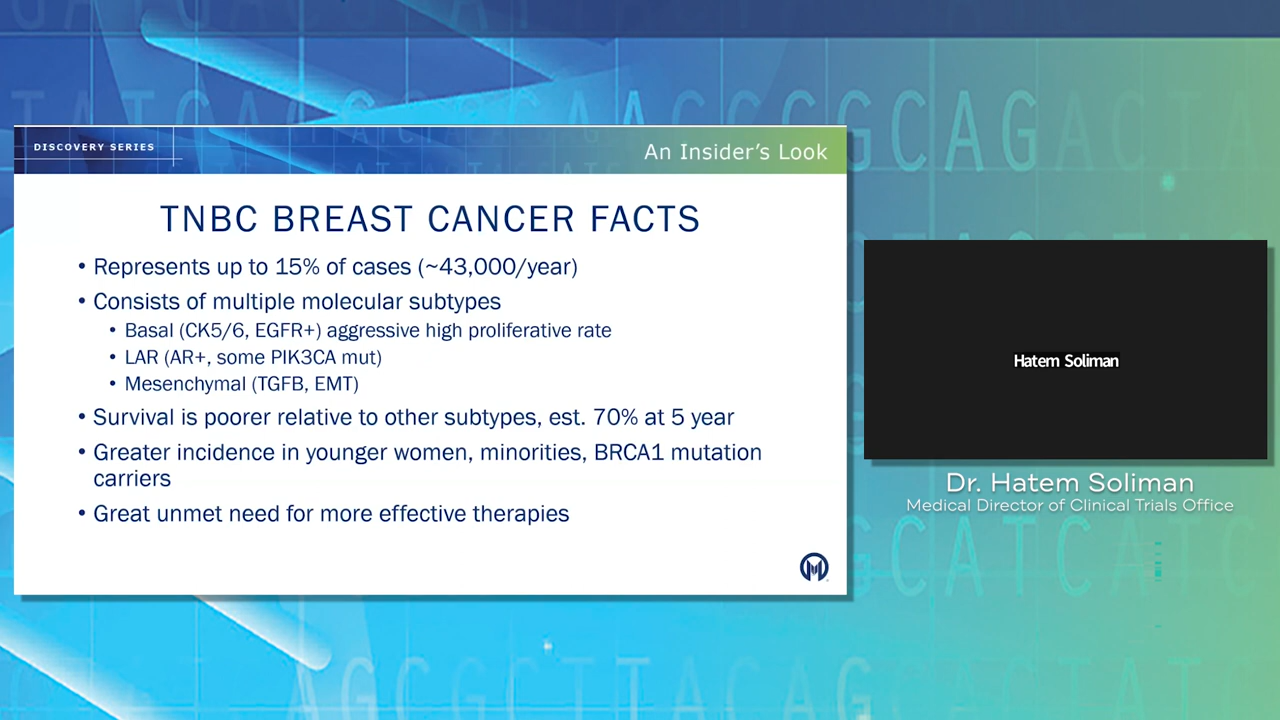 GATGACATAC
TATCACGCGCAACCCGCAGACTA
DISCOVERY SERIES
An Insider's Look
TNBC BREAST CANCER FACTS
• Represents up to 15% of cases (~43,000/year)
• Consists of multiple molecular subtypes
• Basal (CK5/6, EGFR+) aggressive high proliferative rate
• LAR (AR+, some PIK3CA mut)
• Mesenchymal (TGFB, EMT)
• Survival is poorer relative to other subtypes, est. 70% at 5 year
• Greater incidence in younger women, minorities, BRCA1 mutation
carriers
• Great unmet need for more effective therapies
Hatem Soliman
Dr. Hatem Soliman
Medical Director of Clinical Trials Office
GCATCATC
AGCGCTTACAGCACTAT